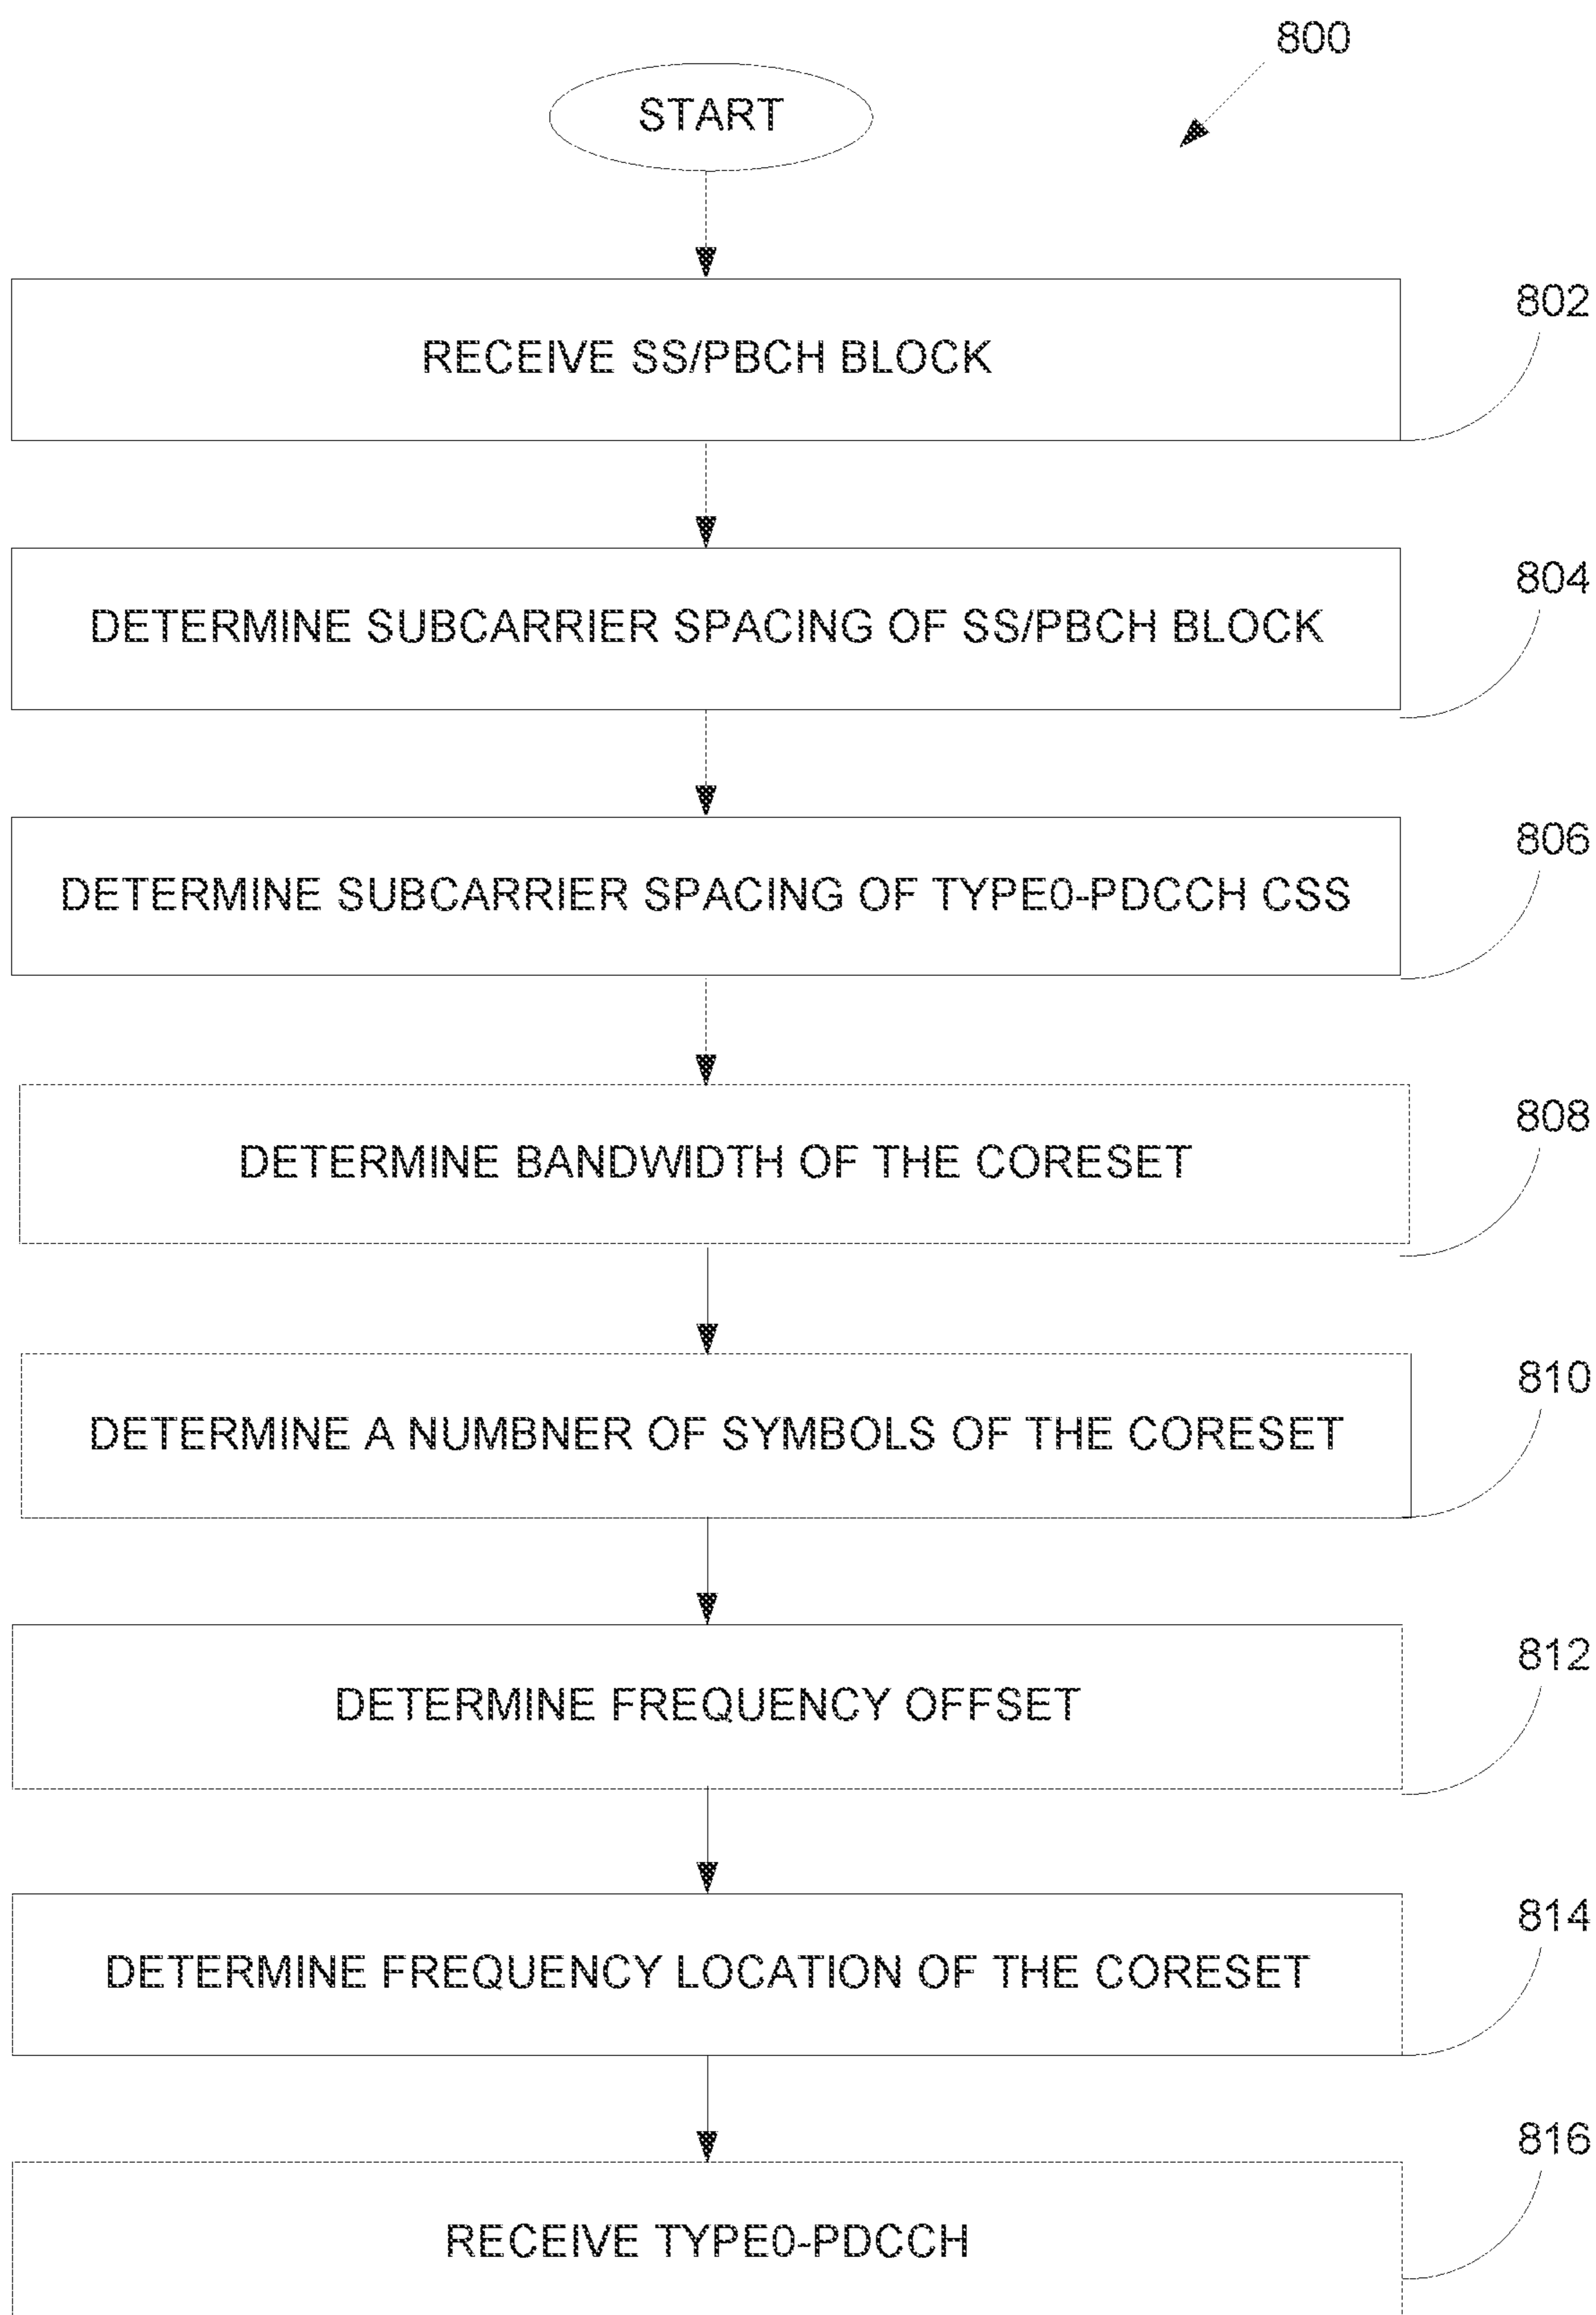 800
START
802
RECEIVE SS/PBCH BLOCK
804
DETERMINE SUBCARRIER SPACING OF SS/PBCH BLOCK
806
DETERMINE SUBCARRIER SPACING OF TYPE0-PDCCH CSS
808
DETERMINE BANDWIDTH OF THE CORESET
810
DETERMINE A NUMBNER OF SYMBOLS OF THE CORESET
812
DETERMINE FREQUENCY OFFSET
814
DETERMINE FREQUENCY LOCATION OF THE CORESET
816
RECEIVE TYPE0-PDCCH